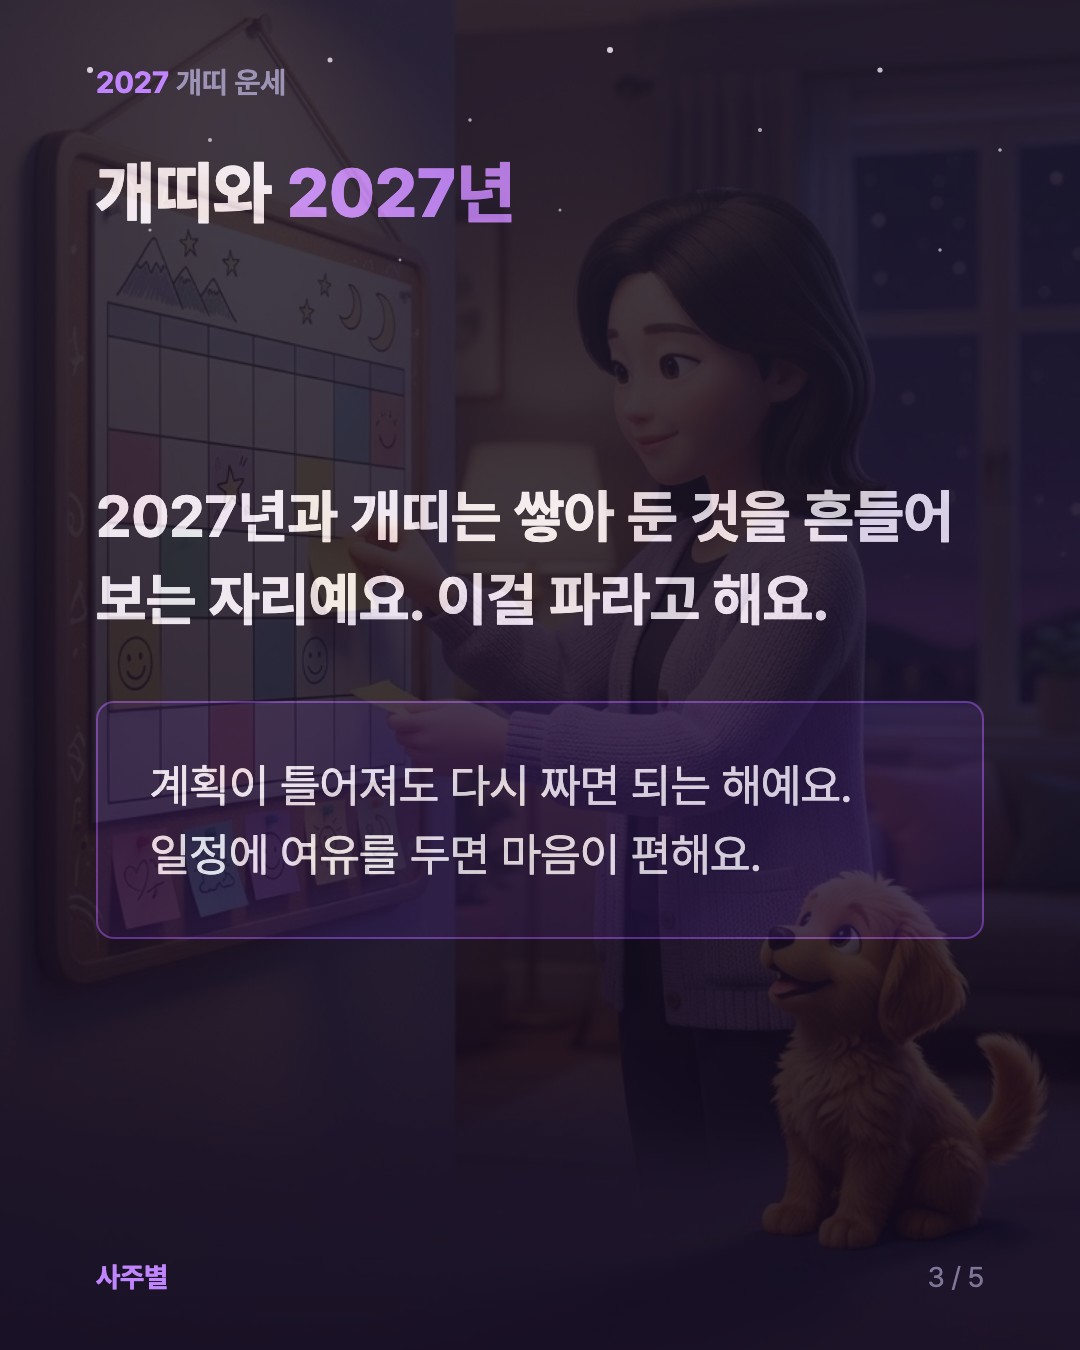 2027 개띠 운세
개띠와 2027년
2027년과 개띠는 쌓아 둔 것을 흔들어
보는 자리예요. 이걸 파라고 해요.
계획이 틀어져도 다시 짜면 되는 해예요.
일정에 여유를 두면 마음이 편해요.
사주별
3 / 5